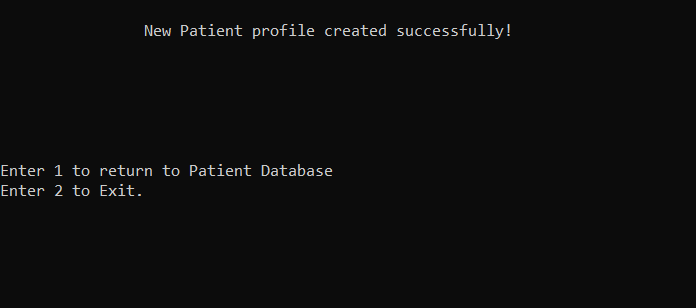 New Patient profile created successfully!
Enter 1 to return to Patient Database
Enter 2 to Exit.